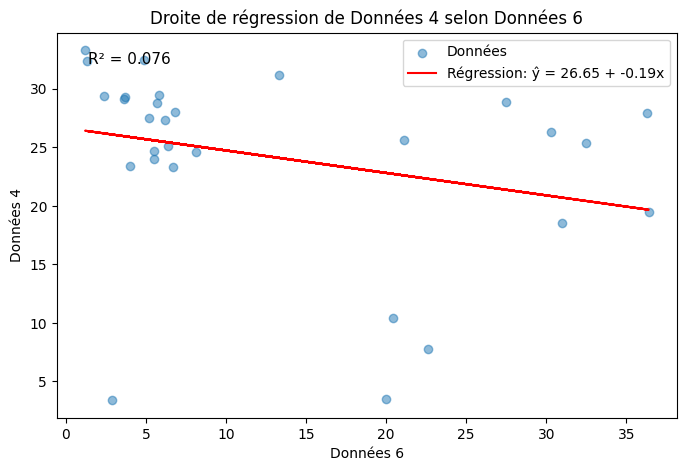 Droite de régression de Données 4 selon Données 6
R² = 0.076
Données
Régression: ŷ = 26.65 + -0.19x
Données 4
30
25
20
15
10
5
0
5
10
15
20
25
30
35
Données 6